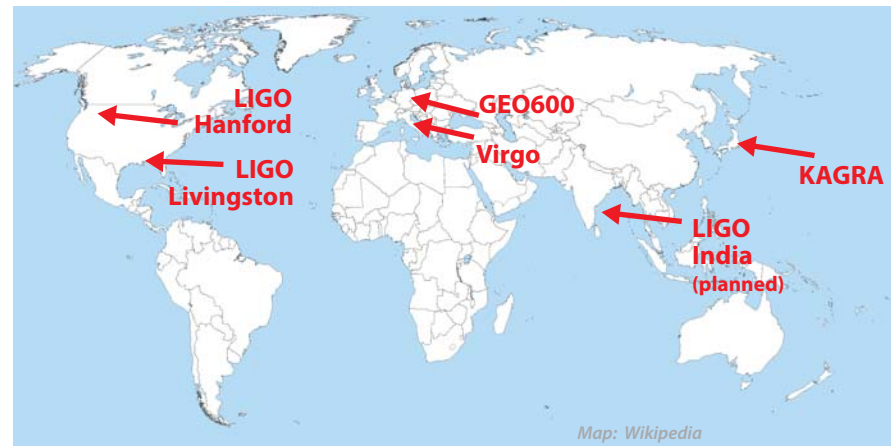 LIGO
Hanford
LIGO
Livingston
GEO600
Virgo
KAGRA
LIGO
India
(planned)
Map: Wikipedia